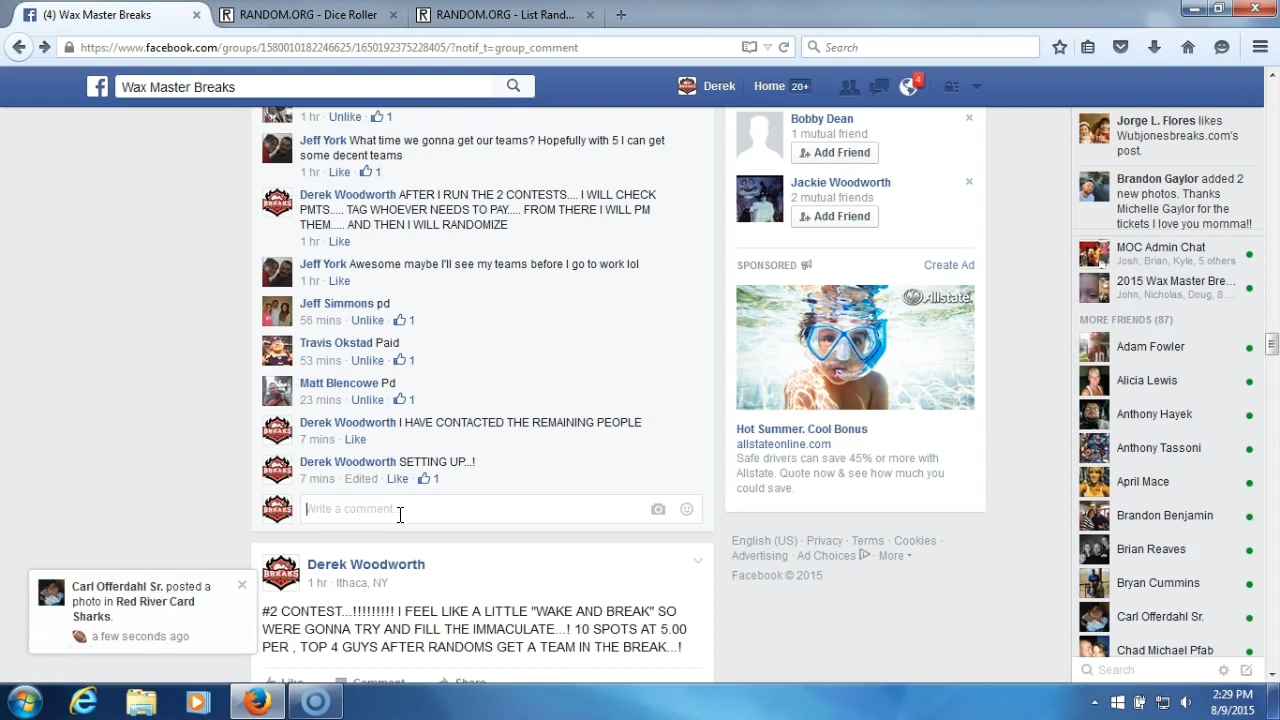 (4) Wax Master Breaks
RANDOM.ORG - Dice Roller
RANDOM.ORG - List Rand...
https://www.facebook.com/groups/1580010182246625/1650192375228405/?notif_t=group_comment
Search
Wax Master Breaks
Derek
Home 20+
4
1 hr · Unlike · 1
Jeff York What time we gonna get our teams? Hopefully with 5 I can get
some decent teams
1 hr · Like · 1
Derek Woodworth AFTER I RUN THE 2 CONTESTS.... I WILL CHECK
PMTS..... TAG WHOEVER NEEDS TO PAY..... FROM THERE I WILL PM
THEM..... AND THEN I WILL RANDOMIZE
1 hr · Like
Jeff York Awesome maybe I'll see my teams before I go to work lol
1 hr · Like
Jeff Simmons pd
56 mins · Unlike · 1
Travis Okstad Paid
53 mins · Unlike · 1
Matt Blencowe Pd
23 mins · Unlike · 1
Derek Woodworth I HAVE CONTACTED THE REMAINING PEOPLE
7 mins · Like
Derek Woodworth SETTING UP...!
7 mins · Edited · Like · 1
Write a comment...
Derek Woodworth
1 hr · Ithaca, NY
#2 CONTEST...!!!!!!!!! I FEEL LIKE A LITTLE "WAKE AND BREAK" SO
WERE GONNA TRY AND FILL THE IMMACULATE...! 10 SPOTS AT 5.00
PER , TOP 4 GUYS AFTER RANDOMS GET A TEAM IN THE BREAK...!
Like Comment Share
Carl Offerdahl Sr. posted a
photo in Red River Card
Sharks.
a few seconds ago
BREAKS
Bobby Dean
1 mutual friend
Add Friend
Jackie Woodworth
2 mutual friends
Add Friend
SPONSORED
Create Ad
Allstate.
Hot Summer. Cool Bonus
allstateonline.com
Safe drivers can save 45% or more with
Allstate. Quote now & see how much you
could save.
English (US) · Privacy · Terms · Cookies ·
Advertising · Ad Choices · More
Facebook © 2015
Jorge L. Flores likes
Wubjonesbreaks.com's
post.
Brandon Gaylor added 2
new photos. Thanks
Michelle Gaylor for the
tickets I love you momma!!
MOC Admin Chat
Josh, Brian, Kyle, 5 others
2015 Wax Master Bre...
John, Nicholas, Doug, 8 ...
MORE FRIENDS (87)
Adam Fowler
Alicia Lewis
Anthony Hayek
Anthony Tassoni
April Mace
Brandon Benjamin
Brian Reaves
Bryan Cummins
Carl Offerdahl Sr.
Chad Michael Pfab
Search
2:29 PM
8/9/2015